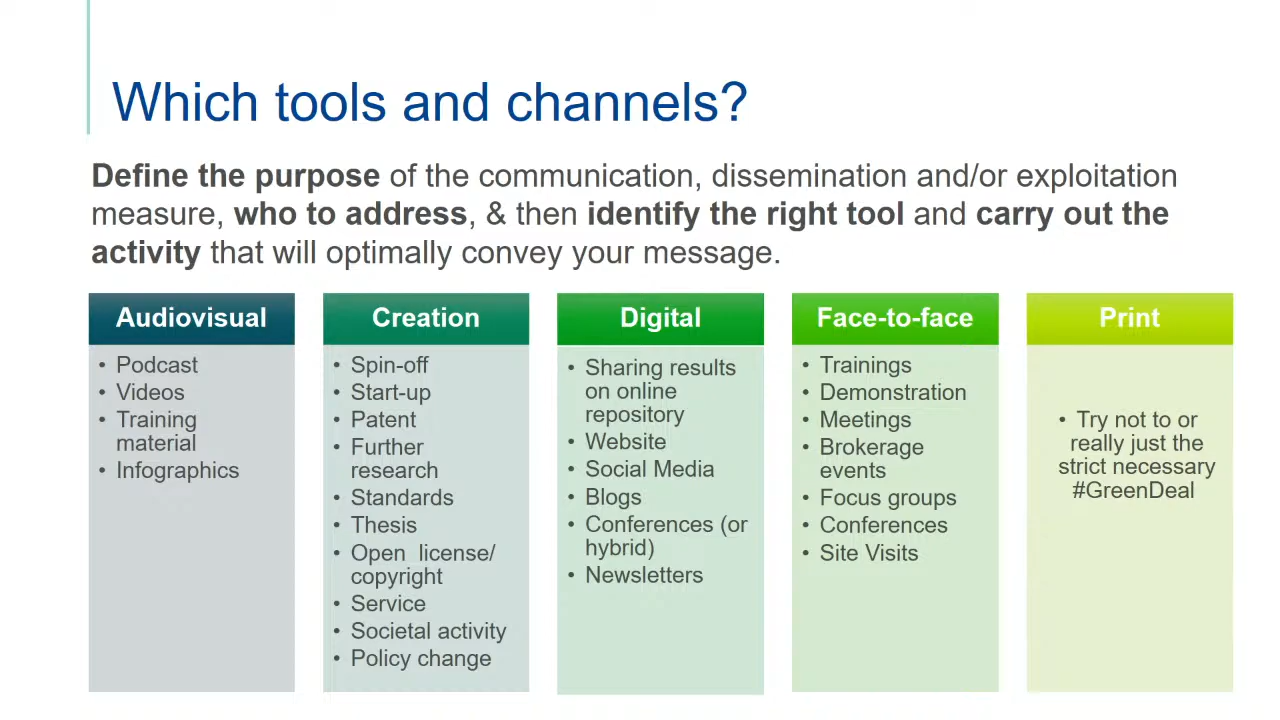 Which tools and channels?
Define the purpose of the communication, dissemination and/or exploitation
measure, who to address, & then identify the right tool and carry out the
activity that will optimally convey your message.
Audiovisual
• Podcast
• Videos
• Training
material
• Infographics
Creation
• Spin-off
• Start-up
• Patent
• Further
research
• Standards
• Thesis
• Open license/
copyright
• Service
• Societal activity
• Policy change
Digital
• Sharing results
on online
repository
• Website
• Social Media
• Blogs
• Conferences (or
hybrid)
• Newsletters
Face-to-face
• Trainings
• Demonstration
• Meetings
• Brokerage
events
• Focus groups
• Conferences
• Site Visits
Print
• Try not to or
really just the
strict necessary
#GreenDeal